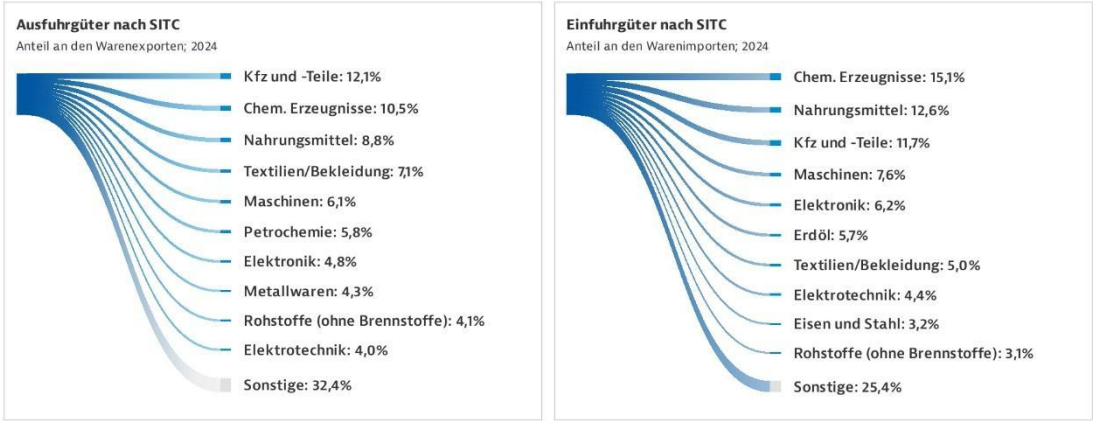 Ausfuhrgüter nach SITC
Anteil an den Warenexporten; 2024
Kfz und -Teile: 12,1%
Chem. Erzeugnisse: 10,5%
Nahrungsmittel: 8,8%
Textilien/Bekleidung: 7,1%
Maschinen: 6,1%
Petrochemie: 5,8%
Elektronik: 4,8%
Metallwaren: 4,3%
Rohstoffe (ohne Brennstoffe): 4,1%
Elektrotechnik: 4,0%
Sonstige: 32,4%
Einfuhrgüter nach SITC
Anteil an den Warenimporten; 2024
Chem. Erzeugnisse: 15,1%
Nahrungsmittel: 12,6%
Kfz und -Teile: 11,7%
Maschinen: 7,6%
Elektronik: 6,2%
Erdöl: 5,7%
Textilien/Bekleidung: 5,0%
Elektrotechnik: 4,4%
Eisen und Stahl: 3,2%
Rohstoffe (ohne Brennstoffe): 3,1%
Sonstige: 25,4%